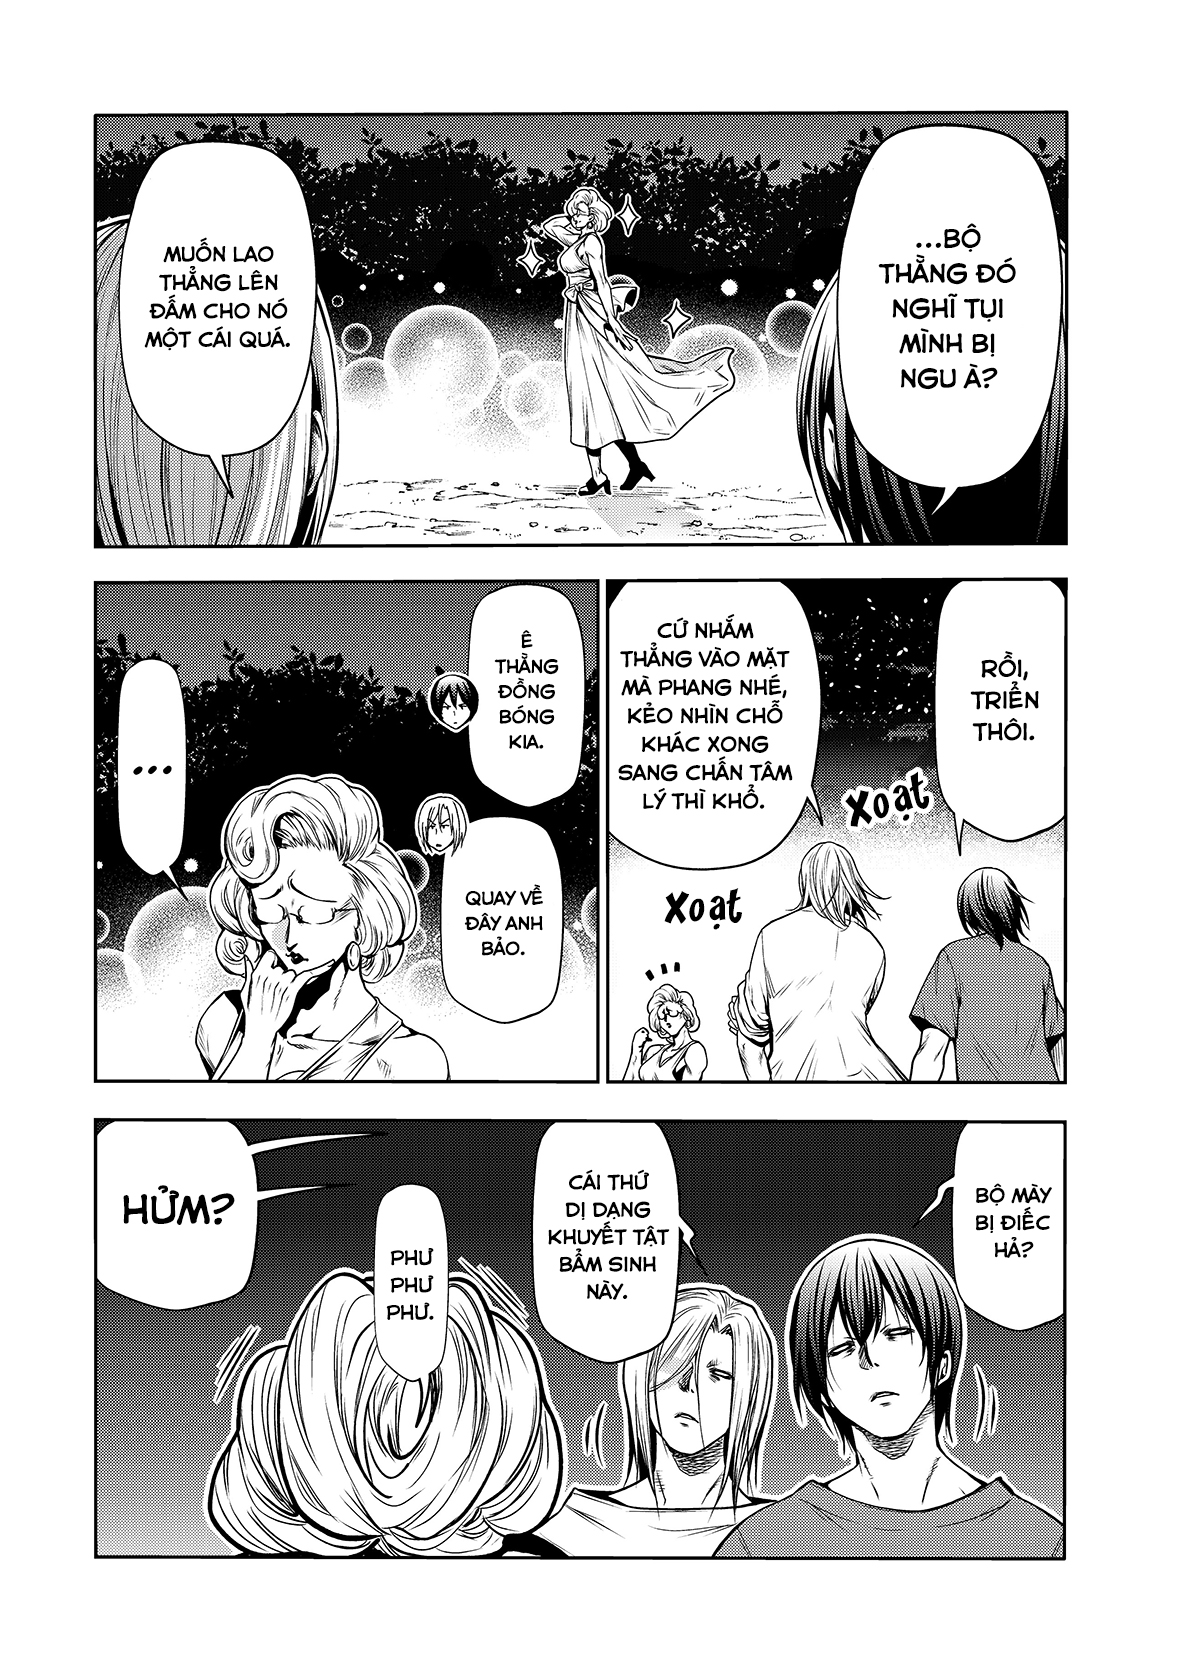 ...BỘ
THẰNG ĐÓ
NGHĨ TỤI
MÌNH BỊ
NGU À?
MUỐN LAO
THẲNG LÊN
ĐẤM CHO NÓ
MỘT CÁI QUÁ.
RỒI,
TRIỂN
THÔI.
CỨ NHẮM
THẲNG VÀO MẶT
MÀ PHANG NHÉ,
KẺO NHÌN CHỖ
KHÁC XONG
SANG CHẤN TÂM
LÝ THÌ KHỔ.
Xoạt
Xoạt
Ê
THẰNG
ĐỒNG
BÓNG
KIA.
QUAY VỀ
ĐÂY ANH
BẢO.
...
BỘ MÀY
BỊ ĐIẾC
HẢ?
CÁI THỨ
DỊ DẠNG
KHUYẾT TẬT
BẨM SINH
NÀY.
PHƯ
PHƯ
PHƯ.
HỬM?